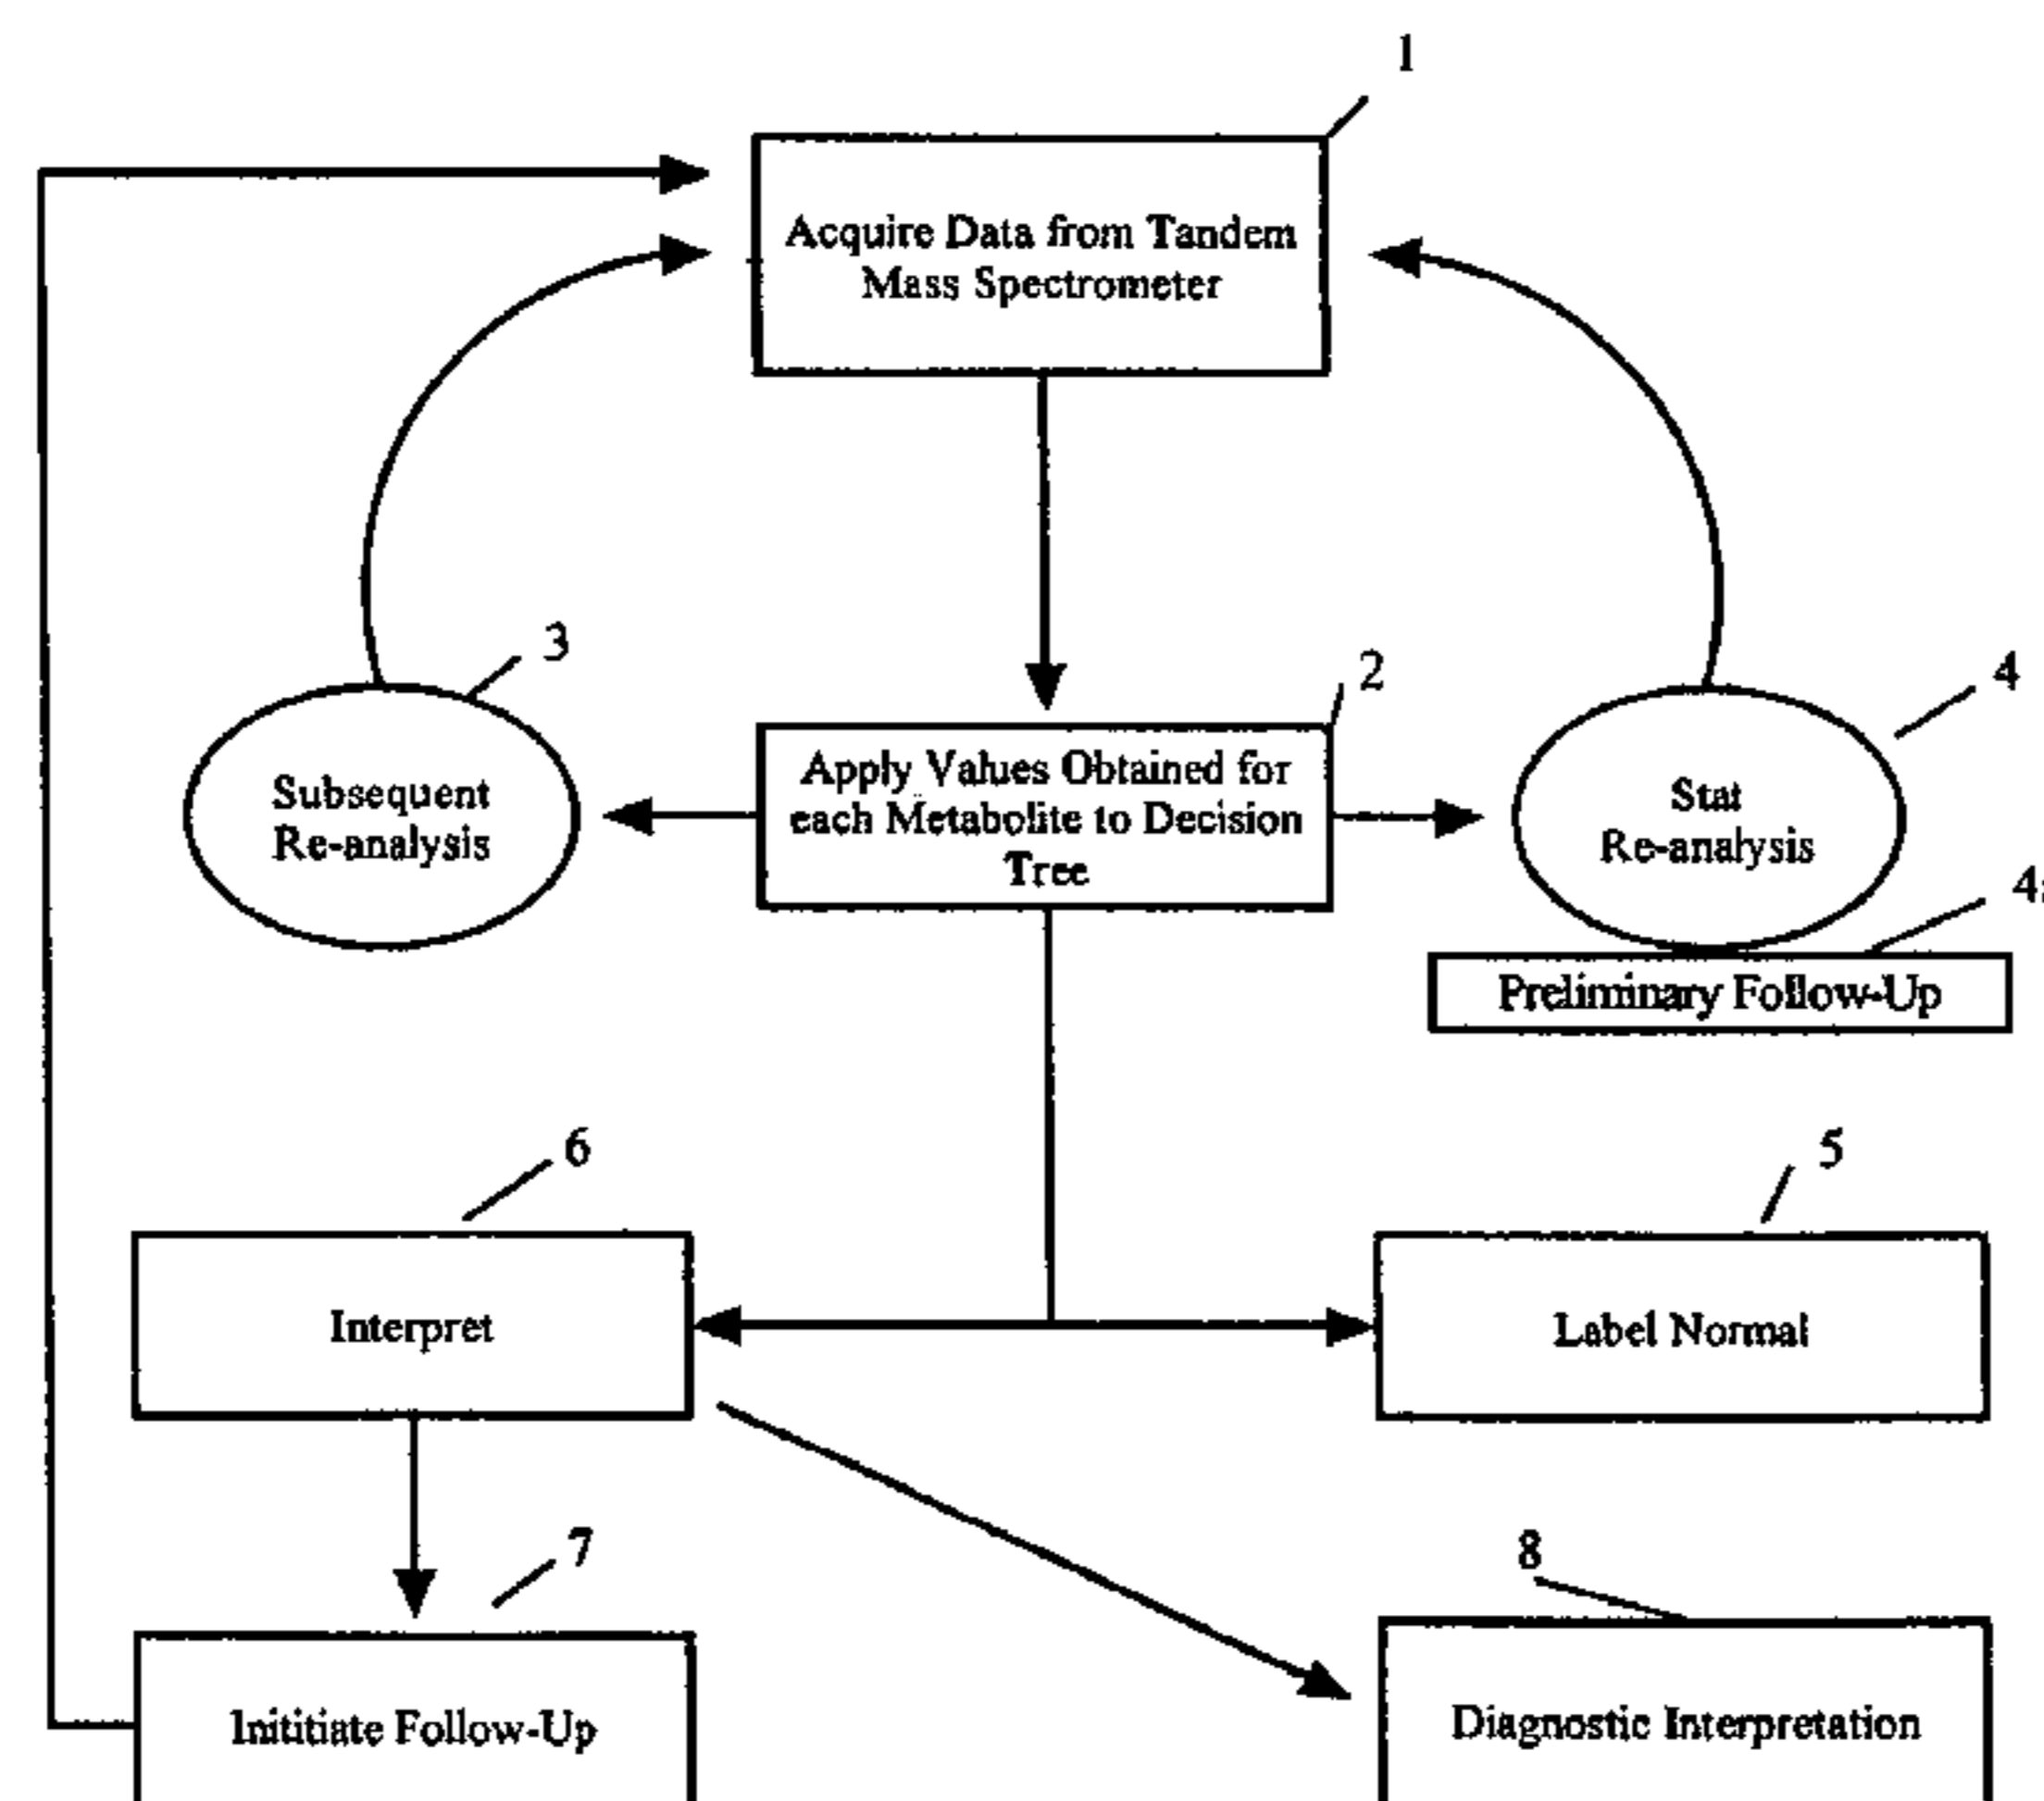 1
Acquire Data from Tandem
Mass Spectrometer
3
2
4
Subsequent
Re-analysis
Apply Values Obtained for
each Metabolite to Decision
Tree
Stat
Re-analysis
Preliminary Follow-Up
6
5
Interpret
Label Normal
7
8
Inititiate Follow-Up
Diagnostic Interpretation